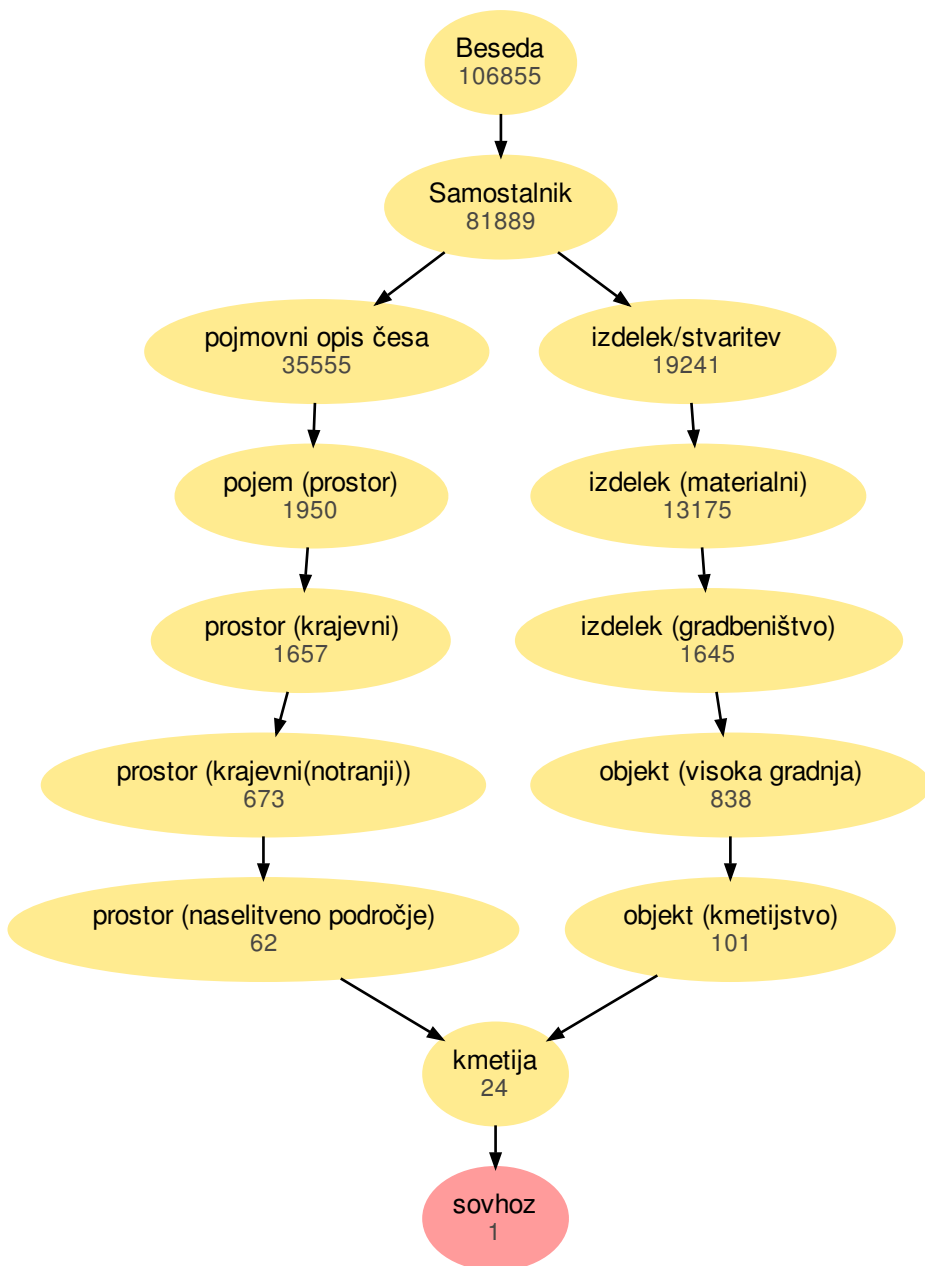 Beseda
106855
Samostalnik
81889
pojmovni opis česa
35555
izdelek/stvaritev
19241
pojem (prostor)
1950
izdelek (materialni)
13175
prostor (krajevni)
1657
izdelek (gradbeništvo)
1645
prostor (krajevni(notranji))
673
objekt (visoka gradnja)
838
prostor (naselitveno področje)
62
objekt (kmetijstvo)
101
kmetija
24
sovhoz
1